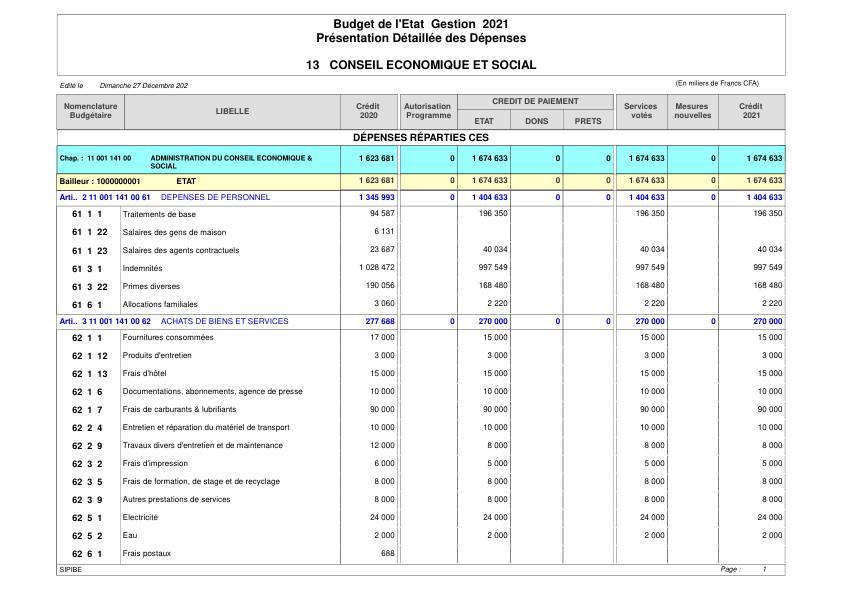 Budget de l'Etat Gestion 2021
Présentation Détaillée des Dépenses
13 CONSEIL ECONOMIQUE ET SOCIAL
Edité le Dimanche 27 Décembre 202
(En milliers de Francs CFA)
Nomenclature Budgétaire LIBELLE Crédit 2020 Autorisation Programme CREDIT DE PAIEMENT ETAT DONS PRETS Services votés Mesures nouvelles Crédit 2021
DÉPENSES RÉPARTIES CES
Chap. : 11 001 141 00 ADMINISTRATION DU CONSEIL ECONOMIQUE & SOCIAL 1 623 681 0 1 674 633 0 0 1 674 633 0 1 674 633
Bailleur : 1000000001 ETAT 1 623 681 0 1 674 633 0 0 1 674 633 0 1 674 633
Arti.. 2 11 001 141 00 61 DEPENSES DE PERSONNEL 1 345 993 0 1 404 633 0 0 1 404 633 0 1 404 633
61 1 1 Traitements de base 94 587 196 350 196 350 196 350
61 1 22 Salaires des gens de maison 6 131
61 1 23 Salaires des agents contractuels 23 687 40 034 40 034 40 034
61 3 1 Indemnités 1 028 472 997 549 997 549 997 549
61 3 22 Primes diverses 190 056 168 480 168 480 168 480
61 6 1 Allocations familiales 3 060 2 220 2 220 2 220
Arti.. 3 11 001 141 00 62 ACHATS DE BIENS ET SERVICES 277 688 0 270 000 0 0 270 000 0 270 000
62 1 1 Fournitures consommées 17 000 15 000 15 000 15 000
62 1 12 Produits d'entretien 3 000 3 000 3 000 3 000
62 1 13 Frais d'hôtel 15 000 15 000 15 000 15 000
62 1 6 Documentations, abonnements, agence de presse 10 000 10 000 10 000 10 000
62 1 7 Frais de carburants & lubrifiants 90 000 90 000 90 000 90 000
62 2 4 Entretien et réparation du matériel de transport 10 000 10 000 10 000 10 000
62 2 9 Travaux divers d'entretien et de maintenance 12 000 8 000 8 000 8 000
62 3 2 Frais d'impression 6 000 5 000 5 000 5 000
62 3 5 Frais de formation, de stage et de recyclage 8 000 8 000 8 000 8 000
62 3 9 Autres prestations de services 8 000 8 000 8 000 8 000
62 5 1 Electricité 24 000 24 000 24 000 24 000
62 5 2 Eau 2 000 2 000 2 000 2 000
62 6 1 Frais postaux 688
SIPIBE Page : 1